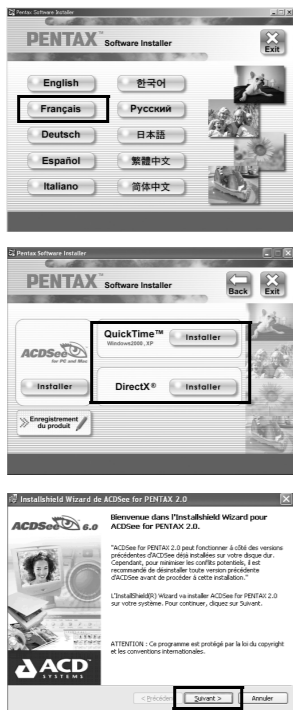 Pentax Software Installer
PENTAX™ Software Installer
Exit
English 한국어
Français Русский
Deutsch 日本語
Español 繁體中文
Italiano 简体中文
Pentax Software Installer
PENTAX™ Software Installer
Back Exit
QuickTime™ Installer
Windows2000, XP
ACDSee
for PC and Mac
Installer
DirectX® Installer
Enregistrement
du produit
InstallShield Wizard de ACDSee for PENTAX 2.0
ACDSee 6.0
Bienvenue dans l'Installshield Wizard pour
ACDSee for PENTAX 2.0.
"ACDSee for PENTAX 2.0 peut fonctionner à côté des versions
précédentes d'ACDSee déjà installées sur votre disque dur.
Cependant, pour minimiser les conflits potentiels, il est
recommandé de désinstaller toute version précédente
d'ACDSee avant de procéder à cette installation."
L'InstallShield(R) Wizard va installer ACDSee for PENTAX 2.0
sur votre système. Pour continuer, cliquez sur Suivant.
ATTENTION : Ce programme est protégé par la loi du copyright
et les conventions internationales.
ACD
SYSTEMS
< Précédent Suivant > Annuler